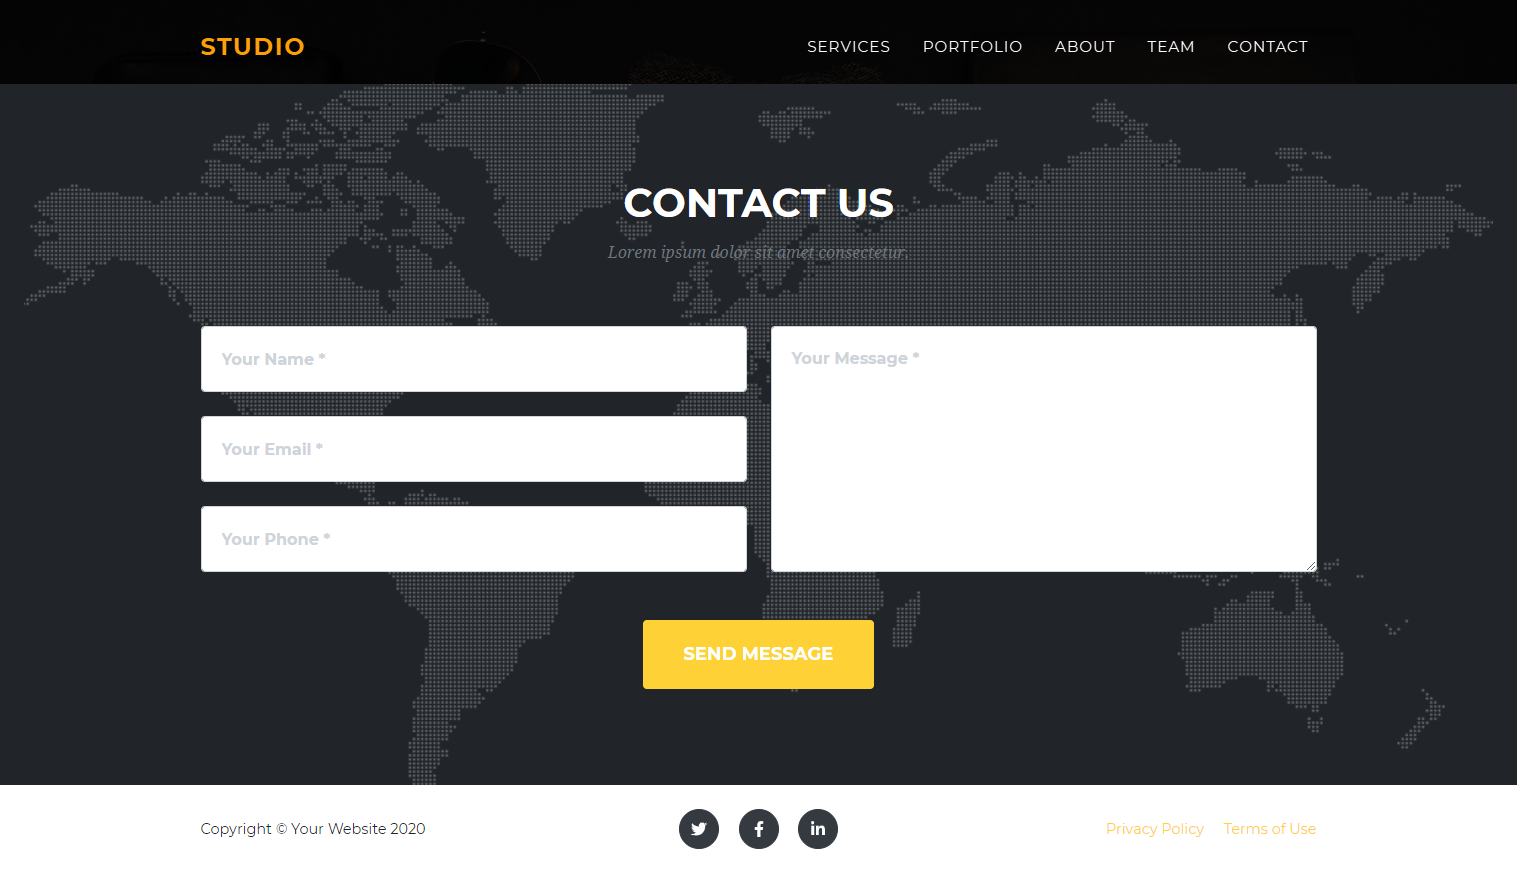 STUDIO
SERVICES PORTFOLIO ABOUT TEAM CONTACT
CONTACT US
Lorem ipsum dolor sit amet consectetur.
Your Name *
Your Email *
Your Phone *
Your Message *
SEND MESSAGE
Copyright © Your Website 2020
Privacy Policy Terms of Use